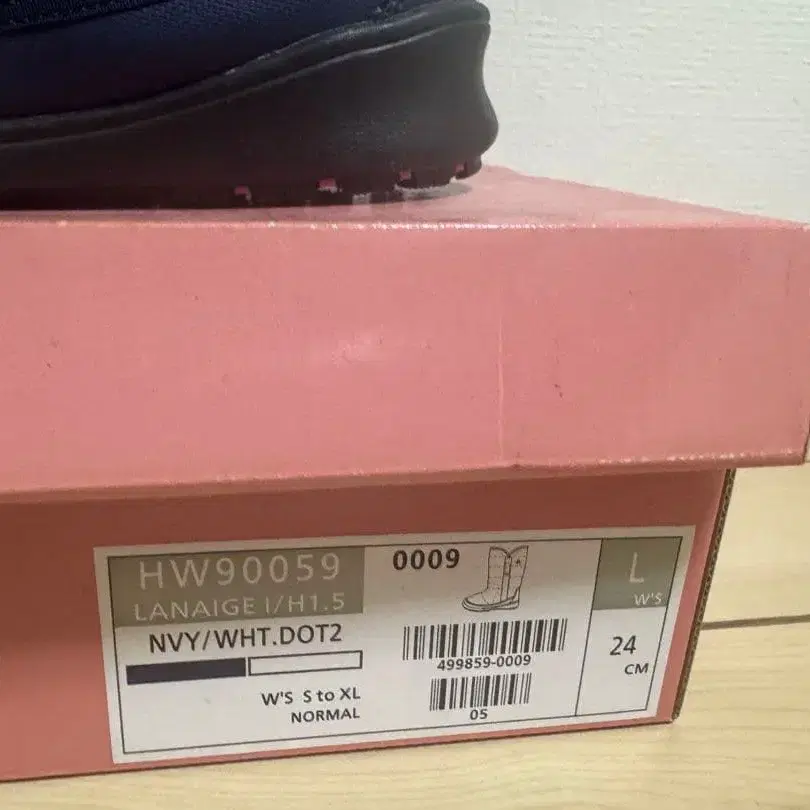 HW90059
LANAIGE I/H1.5
NVY/WHT.DOT2
W'S S to XL
NORMAL
0009
499859-0009
05
L
W'S
24
CM